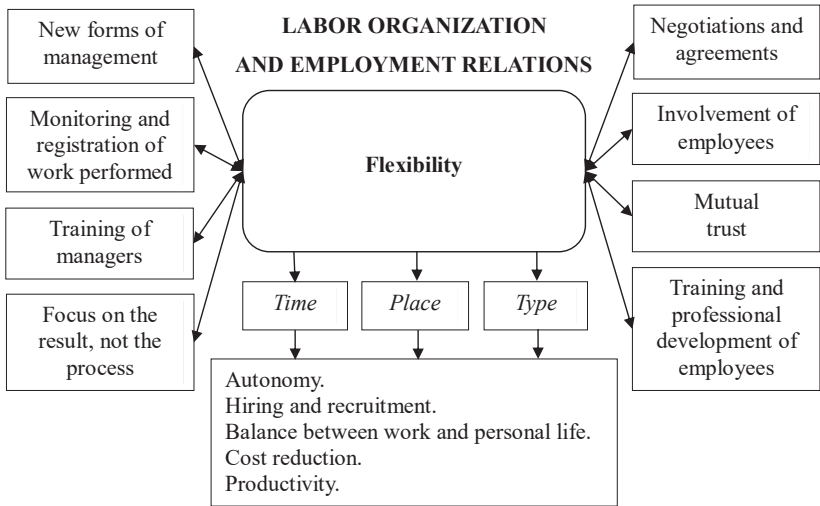 LABOR ORGANIZATION
AND EMPLOYMENT RELATIONS
New forms of
management
Monitoring and
registration of
work performed
Training of
managers
Focus on the
result, not the
process
Flexibility
Negotiations and
agreements
Involvement of
employees
Mutual
trust
Training and
professional
development of
employees
Time
Place
Type
Autonomy.
Hiring and recruitment.
Balance between work and personal life.
Cost reduction.
Productivity.